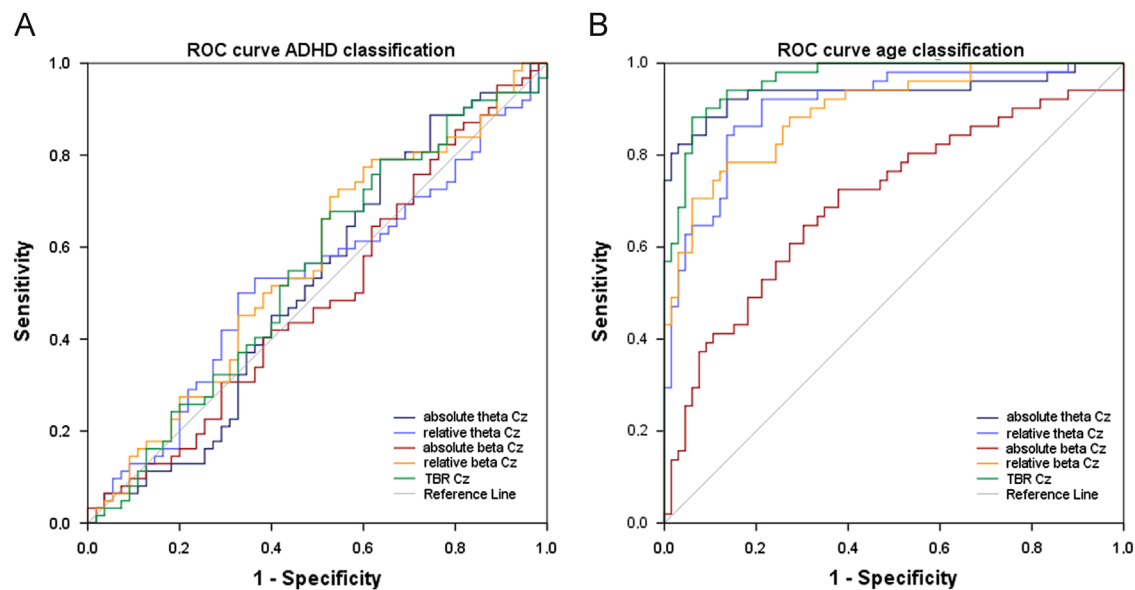 A
ROC curve ADHD classification
Sensitivity
1.0
0.8
0.6
0.4
0.2
0.0
absolute theta Cz
relative theta Cz
absolute beta Cz
relative beta Cz
TBR Cz
Reference Line
0.0 0.2 0.4 0.6 0.8 1.0
1 - Specificity
B
ROC curve age classification
Sensitivity
1.0
0.8
0.6
0.4
0.2
0.0
absolute theta Cz
relative theta Cz
absolute beta Cz
relative beta Cz
TBR Cz
Reference Line
0.0 0.2 0.4 0.6 0.8 1.0
1 - Specificity